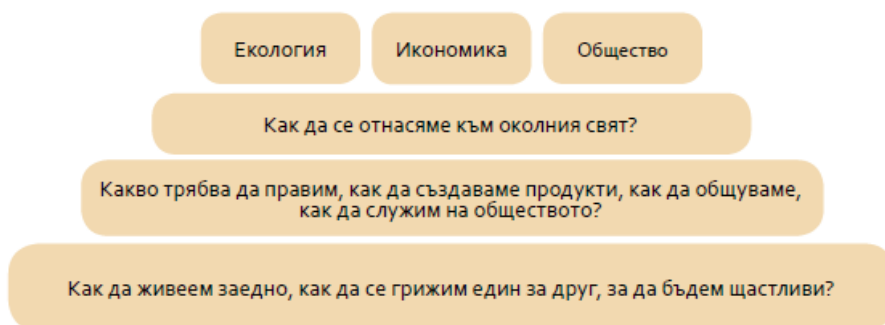 Екология Икономика Общество
Как да се отнасяме към околния свят?
Какво трябва да правим, как да създаваме продукти, как да общуваме,
как да служим на обществото?
Как да живеем заедно, как да се грижим един за друг, за да бъдем щастливи?